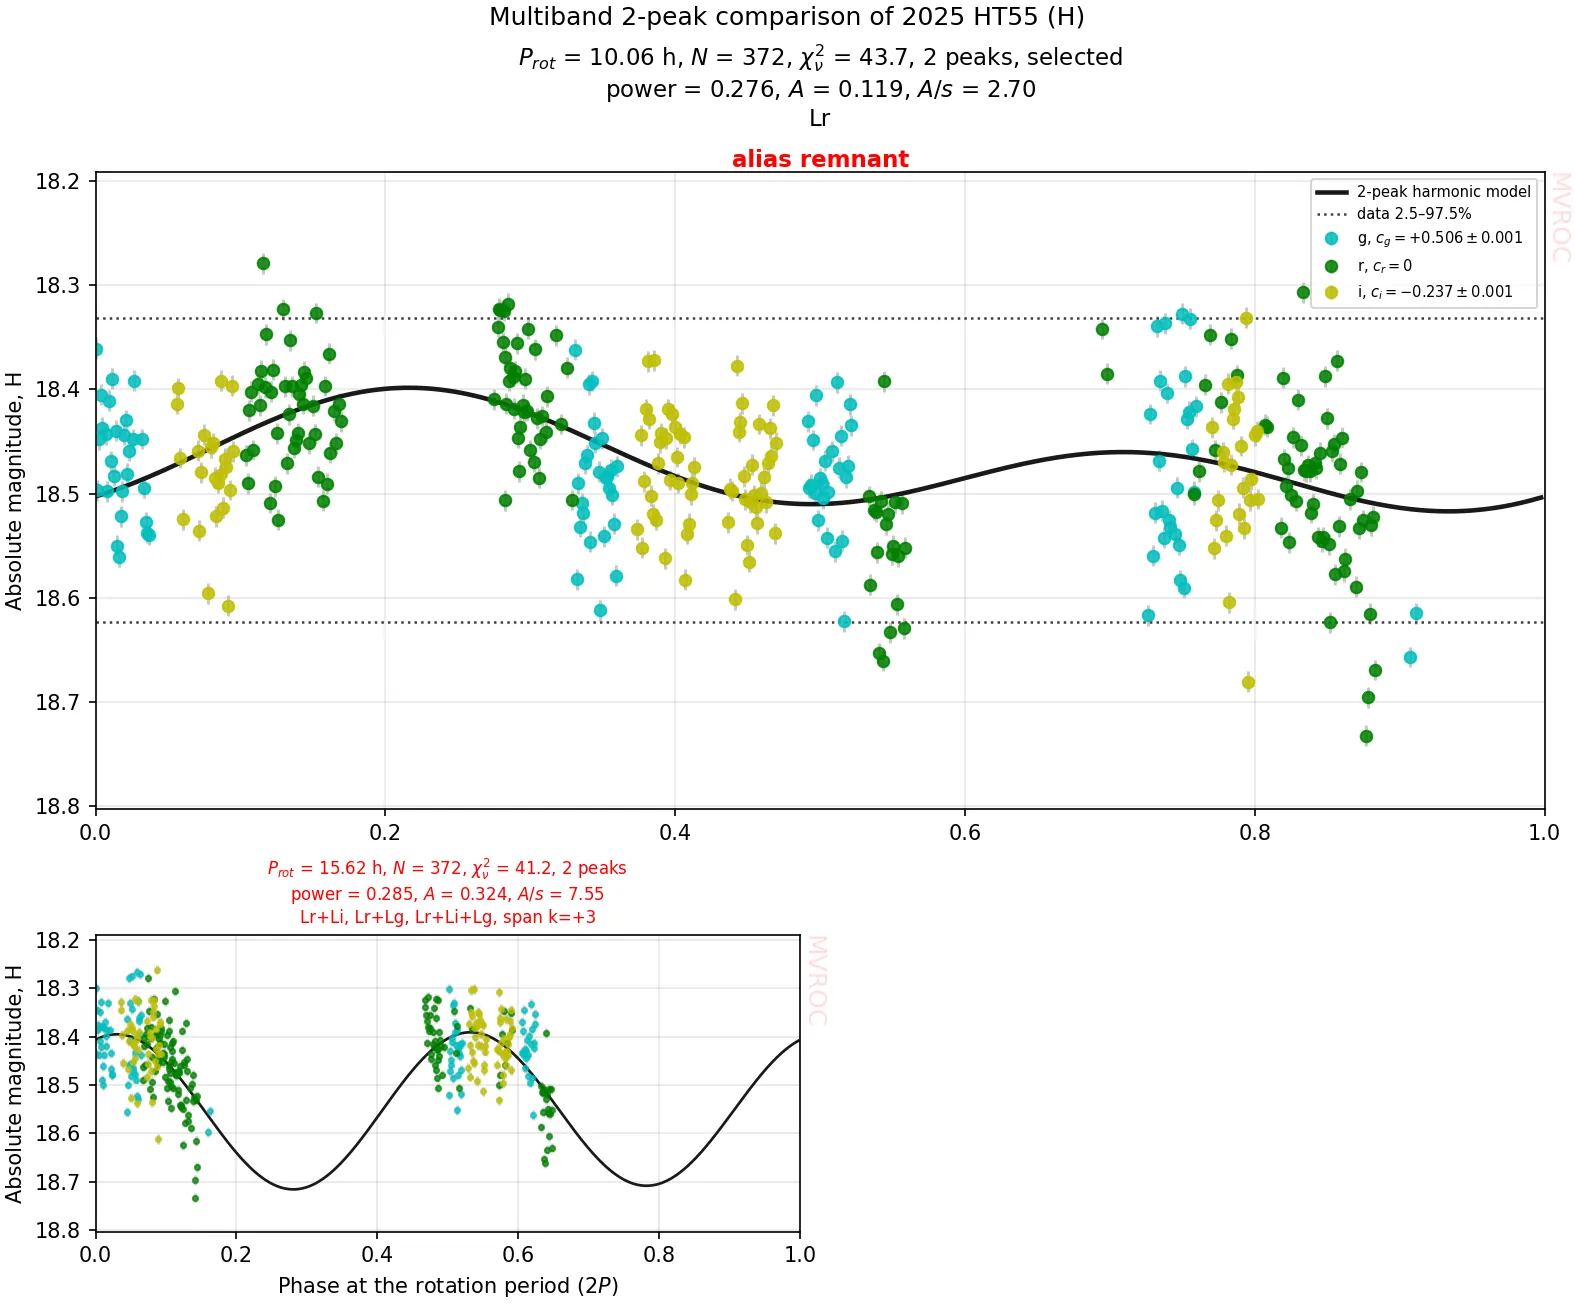 Multiband 2-peak comparison of 2025 HT55 (H)
P_rot = 10.06 h, N = 372, χ²_ν = 43.7, 2 peaks, selected
power = 0.276, A = 0.119, A/s = 2.70
Lr
alias remnant
MVROC
2-peak harmonic model
data 2.5–97.5%
g, c_g = +0.506 ± 0.001
r, c_r = 0
i, c_i = −0.237 ± 0.001
Absolute magnitude, H
18.2
18.3
18.4
18.5
18.6
18.7
18.8
0.0 0.2 0.4 0.6 0.8 1.0
P_rot = 15.62 h, N = 372, χ²_ν = 41.2, 2 peaks
power = 0.285, A = 0.324, A/s = 7.55
Lr+Li, Lr+Lg, Lr+Li+Lg, span k=+3
MVROC
Absolute magnitude, H
18.2
18.3
18.4
18.5
18.6
18.7
18.8
0.0 0.2 0.4 0.6 0.8 1.0
Phase at the rotation period (2P)